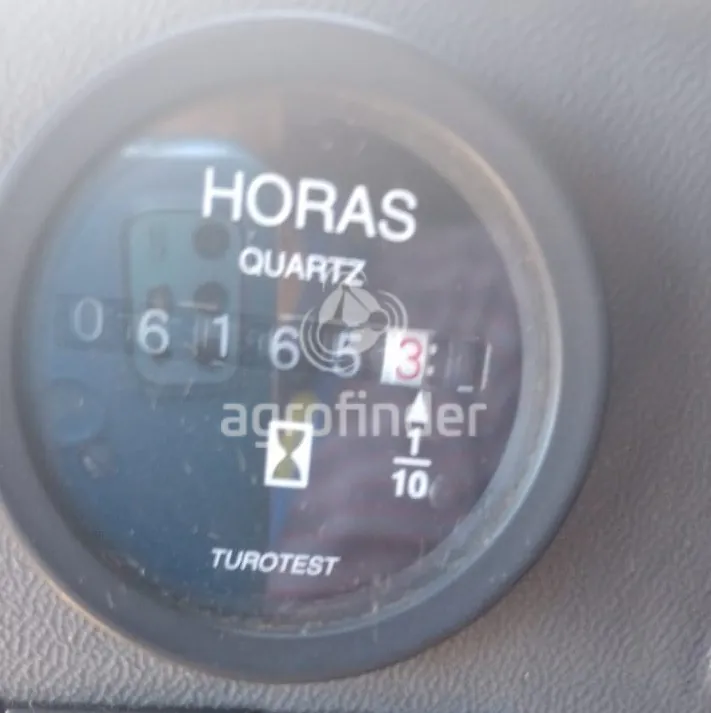 HORAS
QUARTZ
0 6 1 6 5 3
agrofinder
1
10
TUROTEST